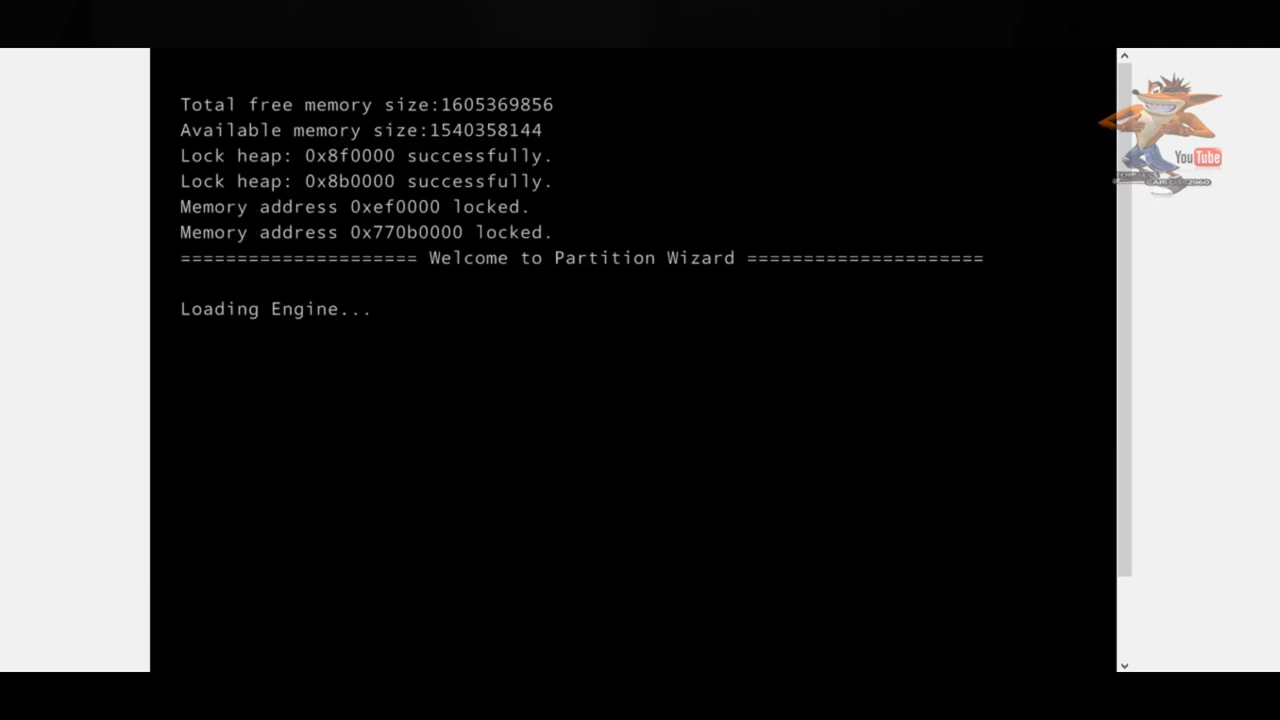 Total free memory size:1605369856
Available memory size:1540358144
Lock heap: 0x8f0000 successfully.
Lock heap: 0x8b0000 successfully.
Memory address 0xef0000 locked.
Memory address 0x770b0000 locked.
===================== Welcome to Partition Wizard =====================
Loading Engine...
YouTube